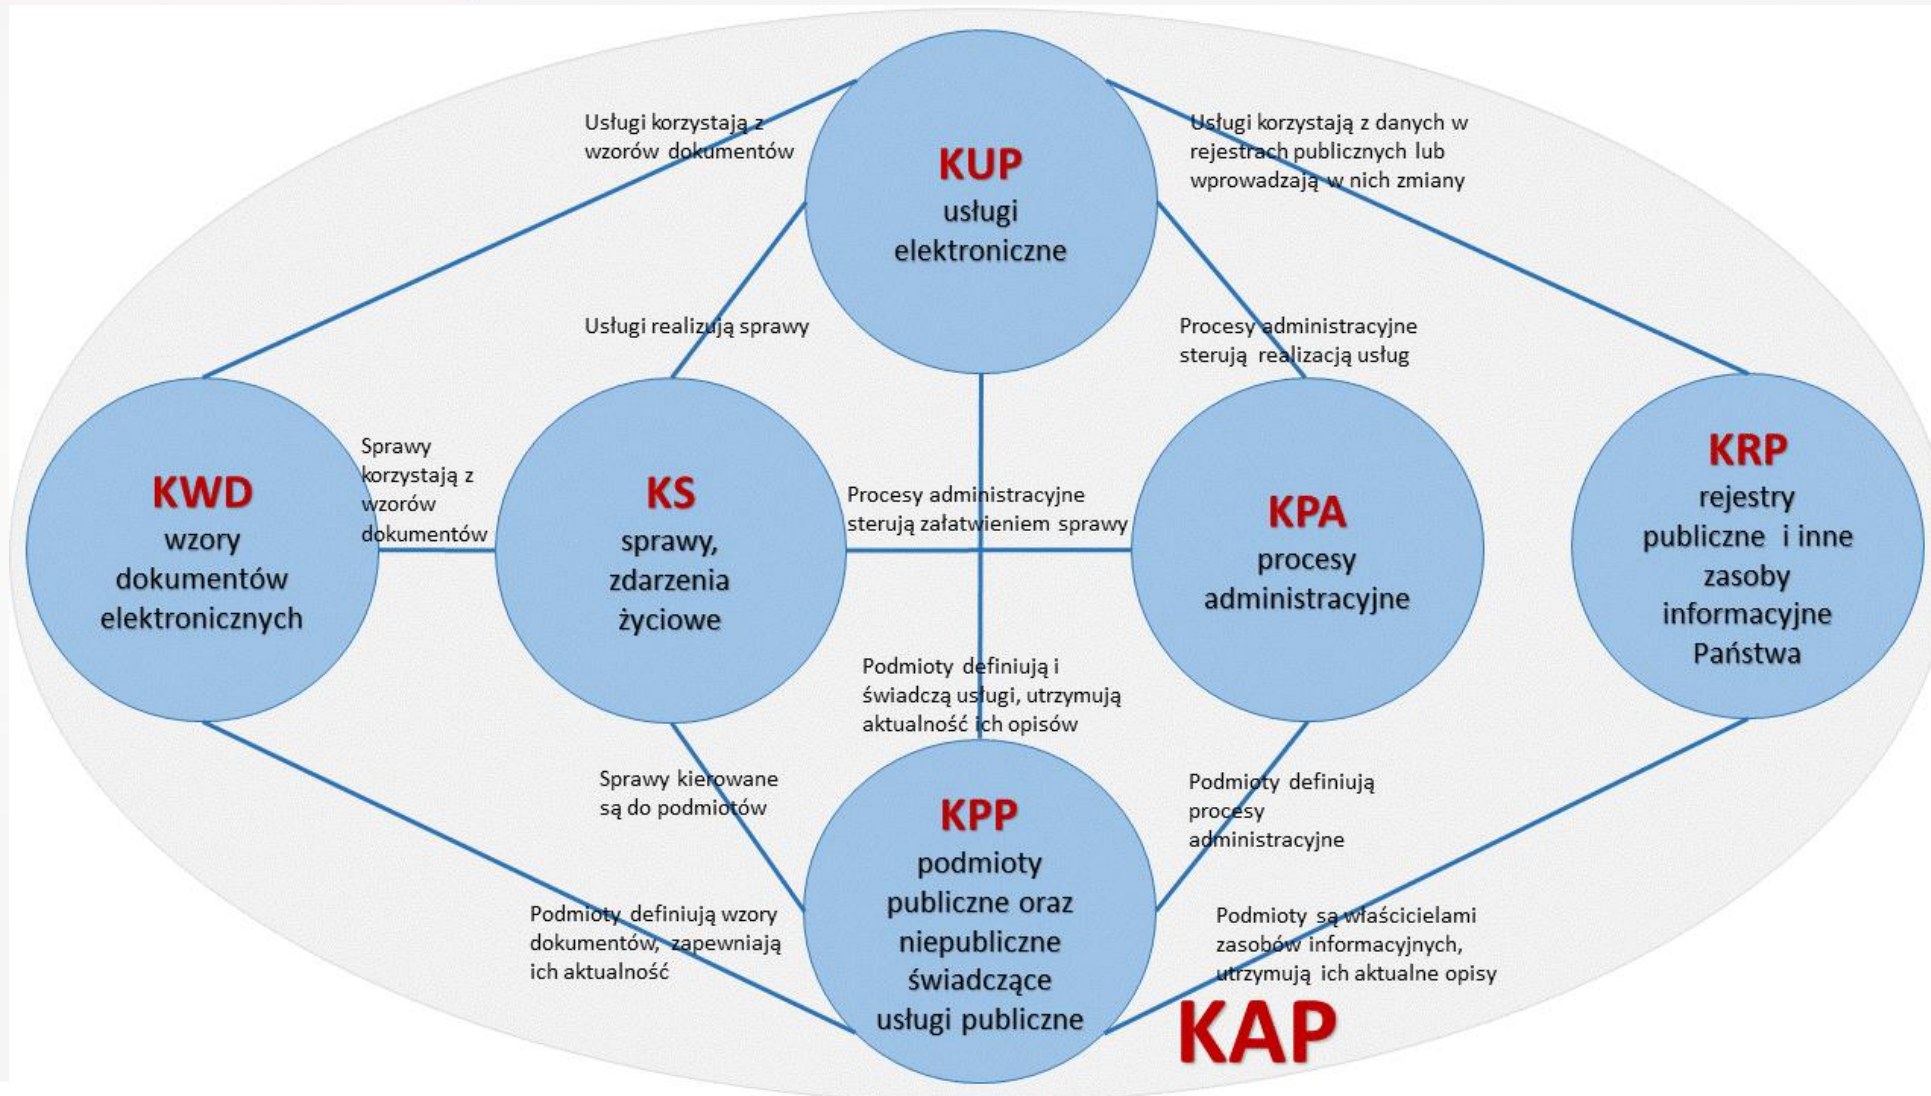 Usługi korzystają z
wzorów dokumentów
KUP
usługi
elektroniczne
Usługi korzystają z danych w
rejestrach publicznych lub
wprowadzają w nich zmiany
Usługi realizują sprawy
Procesy administracyjne
sterują realizacją usług
KWD
wzory
dokumentów
elektronicznych
Sprawy
korzystają z
wzorów
dokumentów
KS
sprawy,
zdarzenia
życiowe
Procesy administracyjne
sterują załatwieniem sprawy
KPA
procesy
administracyjne
KRP
rejestry
publiczne i inne
zasoby
informacyjne
Państwa
Podmioty definiują i
świadczą usługi, utrzymują
aktualność ich opisów
Sprawy kierowane
są do podmiotów
Podmioty definiują
procesy
administracyjne
KPP
podmioty
publiczne oraz
niepubliczne
świadczące
usługi publiczne
Podmioty definiują wzory
dokumentów, zapewniają
ich aktualność
Podmioty są właścicielami
zasobów informacyjnych,
utrzymują ich aktualne opisy
KAP